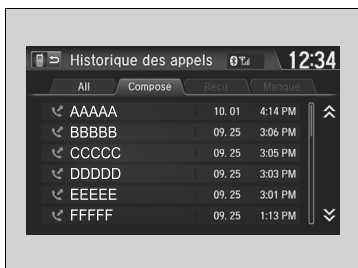 Historique des appels 12:34
All Composé Reçu Manqué
AAAAA 10. 01 4:14 PM
BBBBB 09. 25 3:06 PM
CCCCC 09. 25 3:05 PM
DDDDD 09. 25 3:03 PM
EEEEE 09. 25 3:01 PM
FFFFF 09. 25 1:13 PM